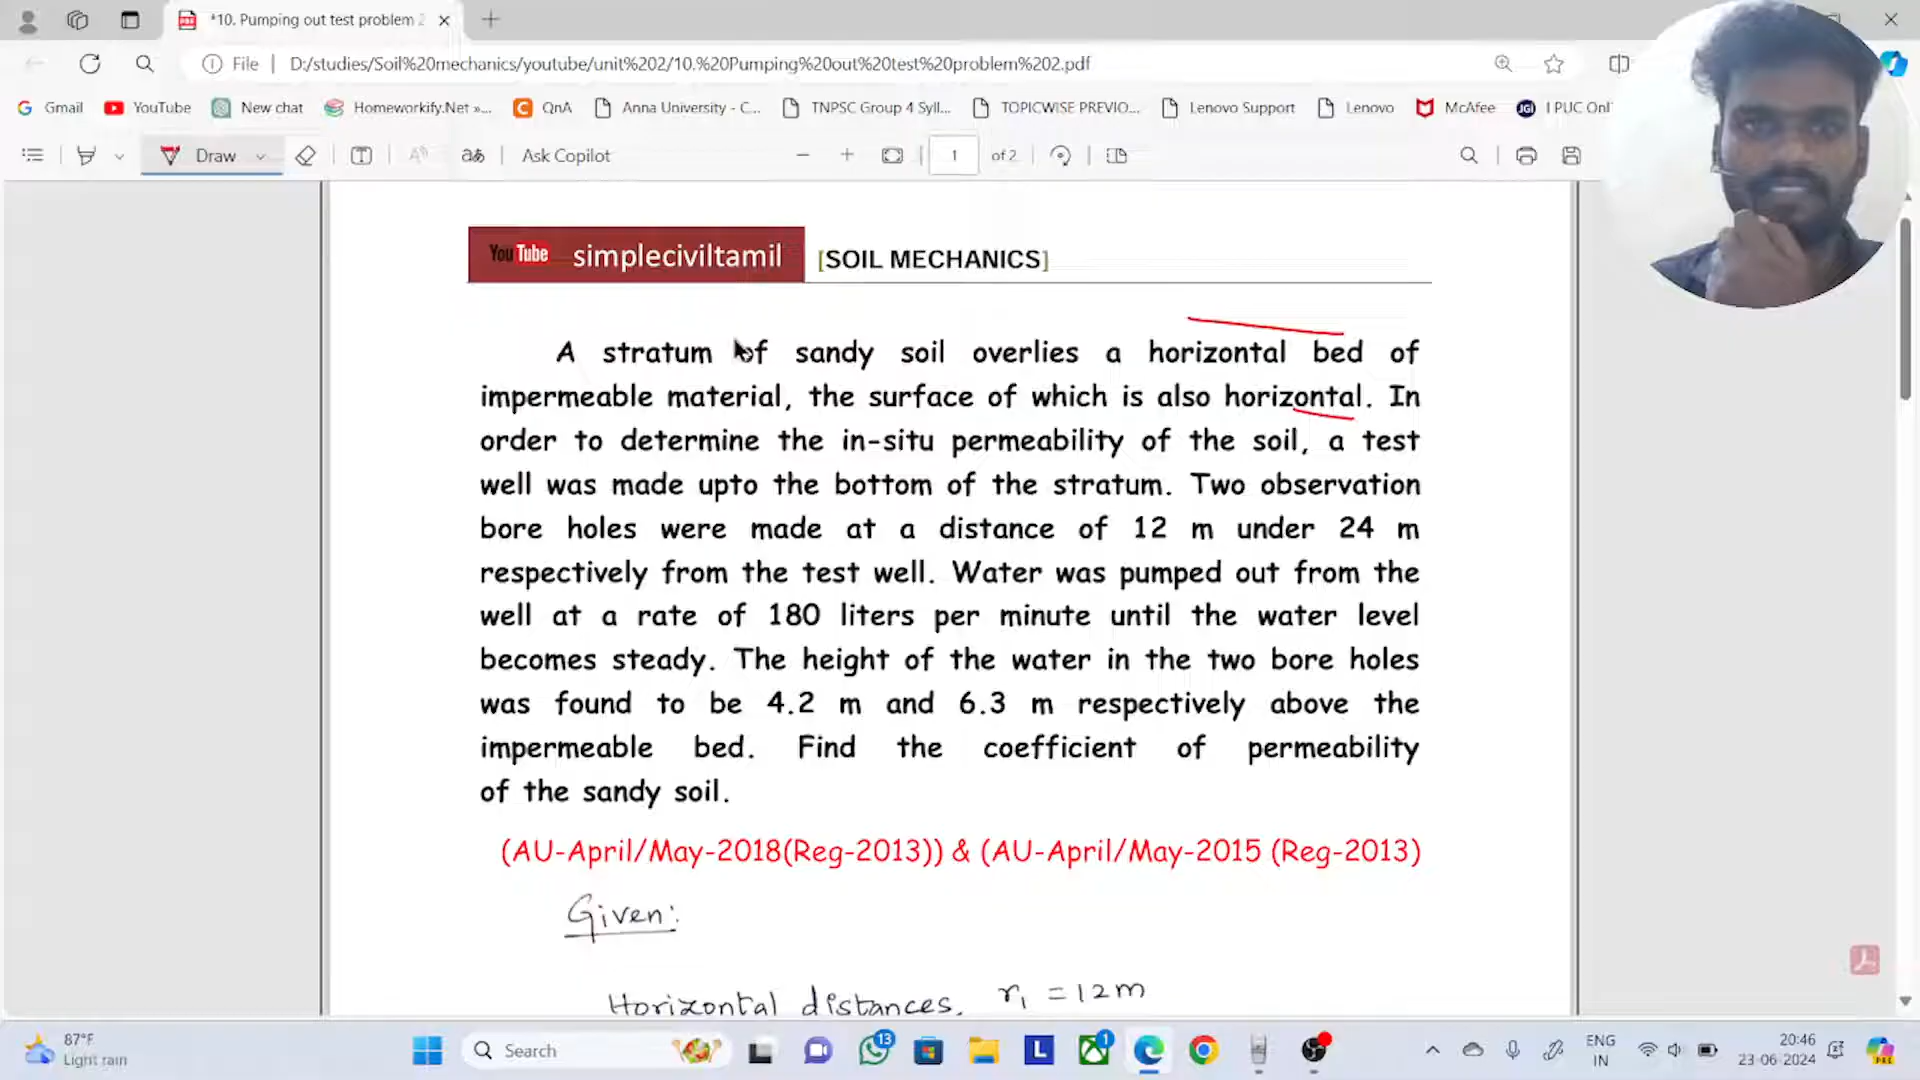 *10. Pumping out test problem 2
File
D:/studies/Soil%20mechanics/youtube/unit%202/10.%20Pumping%20out%20test%20problem%202.pdf
Gmail YouTube New chat Homeworkify.Net »... QnA Anna University - C... TNPSC Group 4 Syll... TOPICWISE PREVIO... Lenovo Support Lenovo McAfee I PUC Onl
Draw Ask Copilot 1 of 2
YouTube simpleciviltamil [SOIL MECHANICS]
A stratum of sandy soil overlies a horizontal bed of
impermeable material, the surface of which is also horizontal. In
order to determine the in-situ permeability of the soil, a test
well was made upto the bottom of the stratum. Two observation
bore holes were made at a distance of 12 m under 24 m
respectively from the test well. Water was pumped out from the
well at a rate of 180 liters per minute until the water level
becomes steady. The height of the water in the two bore holes
was found to be 4.2 m and 6.3 m respectively above the
impermeable bed. Find the coefficient of permeability
of the sandy soil.
(AU-April/May-2018(Reg-2013)) & (AU-April/May-2015 (Reg-2013)
Given:
Horizontal distances, r₁ = 12m
87°F
Light rain
Search
13
1
ENG
IN
20:46
23-06-2024